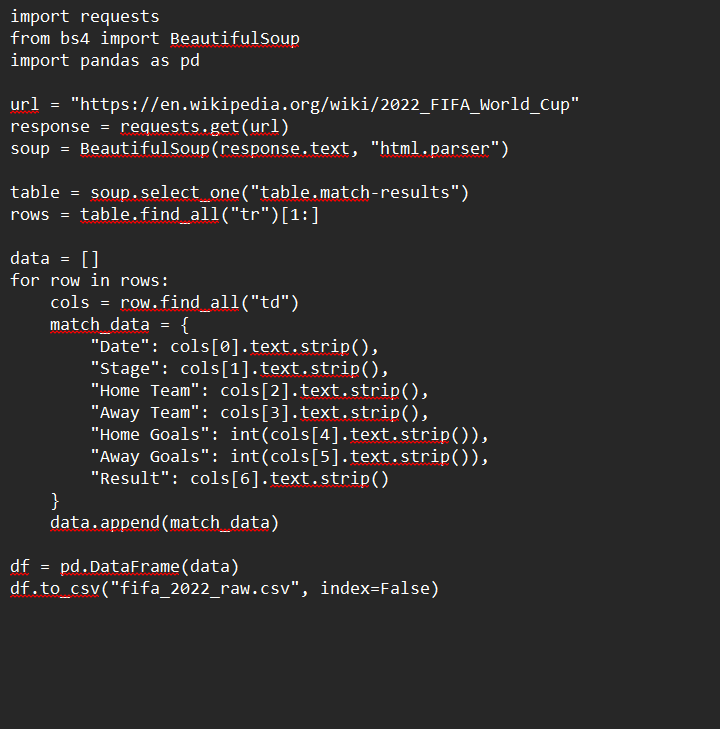 import requests
from bs4 import BeautifulSoup
import pandas as pd

url = "https://en.wikipedia.org/wiki/2022_FIFA_World_Cup"
response = requests.get(url)
soup = BeautifulSoup(response.text, "html.parser")

table = soup.select_one("table.match-results")
rows = table.find_all("tr")[1:]

data = []
for row in rows:
    cols = row.find_all("td")
    match_data = {
        "Date": cols[0].text.strip(),
        "Stage": cols[1].text.strip(),
        "Home Team": cols[2].text.strip(),
        "Away Team": cols[3].text.strip(),
        "Home Goals": int(cols[4].text.strip()),
        "Away Goals": int(cols[5].text.strip()),
        "Result": cols[6].text.strip()
    }
    data.append(match_data)

df = pd.DataFrame(data)
df.to_csv("fifa_2022_raw.csv", index=False)